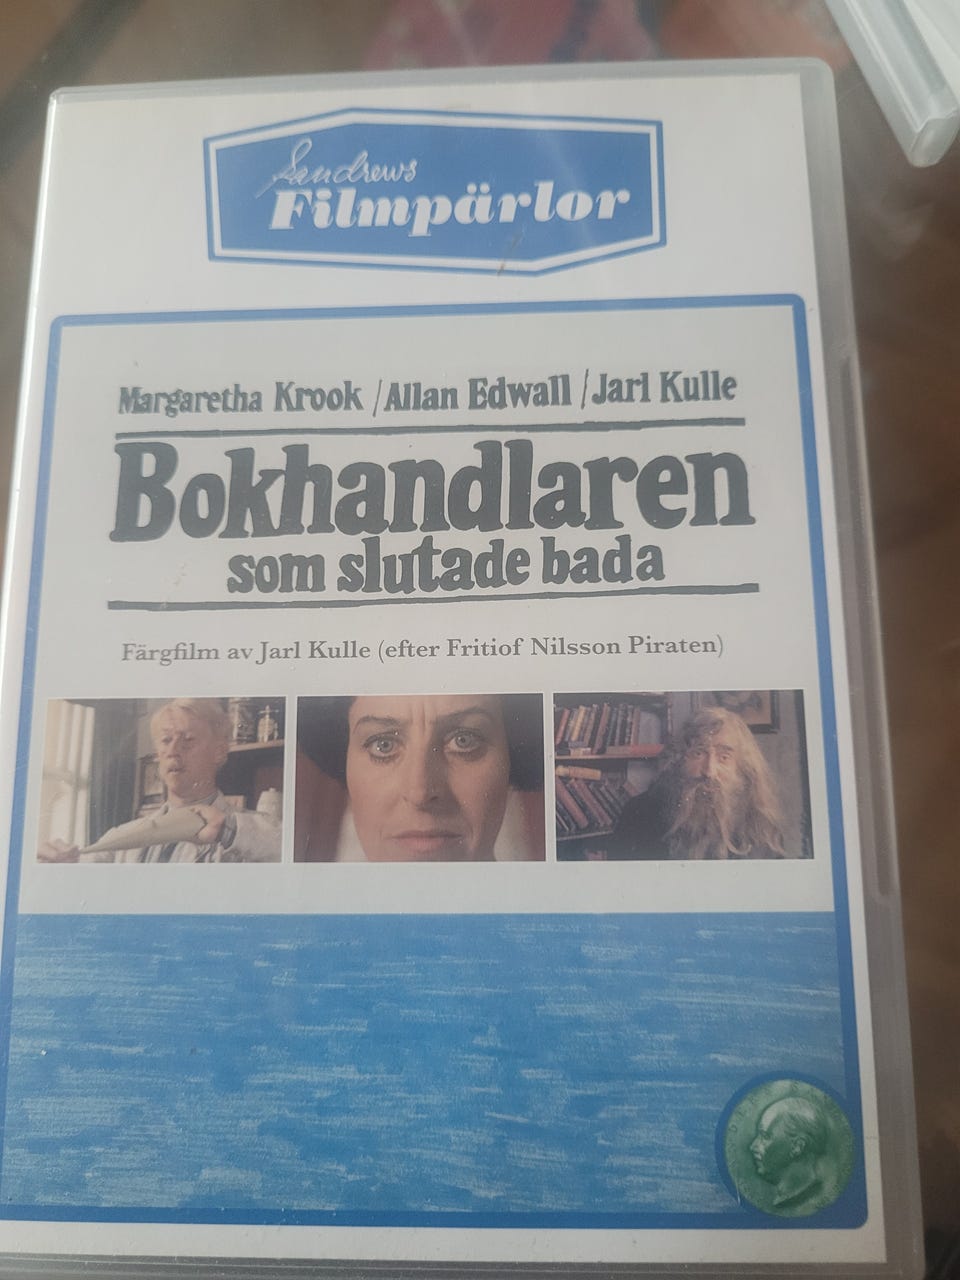 Sandrews
Filmpärlor
Margaretha Krook / Allan Edwall / Jarl Kulle
Bokhandlaren
som slutade bada
Färgfilm av Jarl Kulle (efter Fritiof Nilsson Piraten)